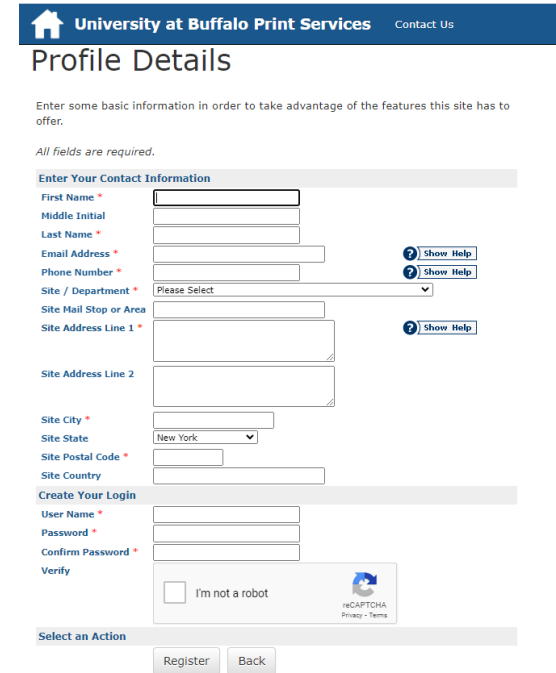 University at Buffalo Print Services Contact Us
Profile Details
Enter some basic information in order to take advantage of the features this site has to
offer.
All fields are required.
Enter Your Contact Information
First Name *
Middle Initial
Last Name *
Email Address * ? Show Help
Phone Number * ? Show Help
Site / Department * Please Select
Site Mail Stop or Area
Site Address Line 1 * ? Show Help
Site Address Line 2
Site City *
Site State New York
Site Postal Code *
Site Country
Create Your Login
User Name *
Password *
Confirm Password *
Verify
I'm not a robot
reCAPTCHA
Privacy - Terms
Select an Action
Register Back